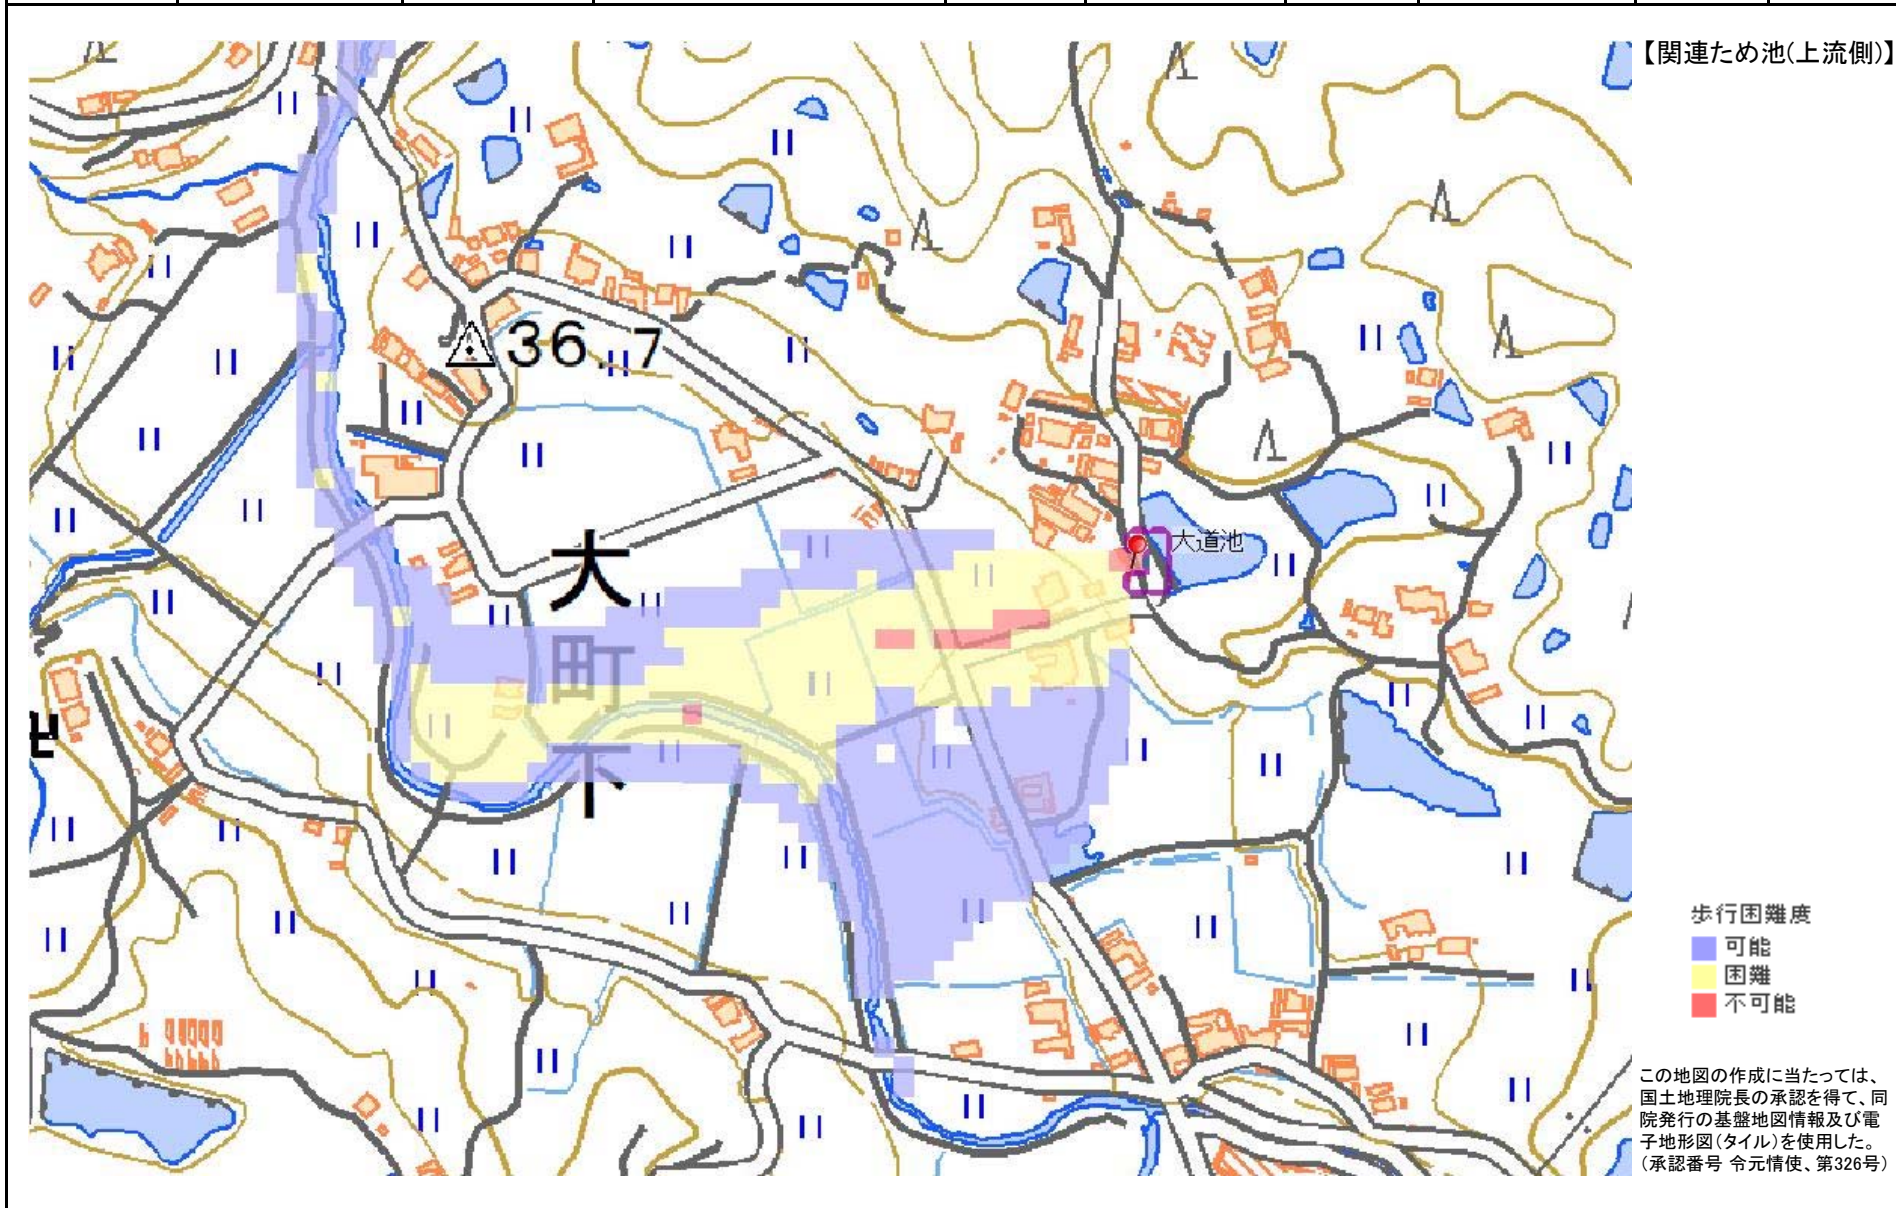 【関連ため池(上流側)】
36.7
大道池
大
町
下
歩行困難度
可能
困難
不可能
この地図の作成に当たっては、
国土地理院長の承認を得て、同
院発行の基盤地図情報及び電
子地形図(タイル)を使用した。
(承認番号 令元情使、第326号)